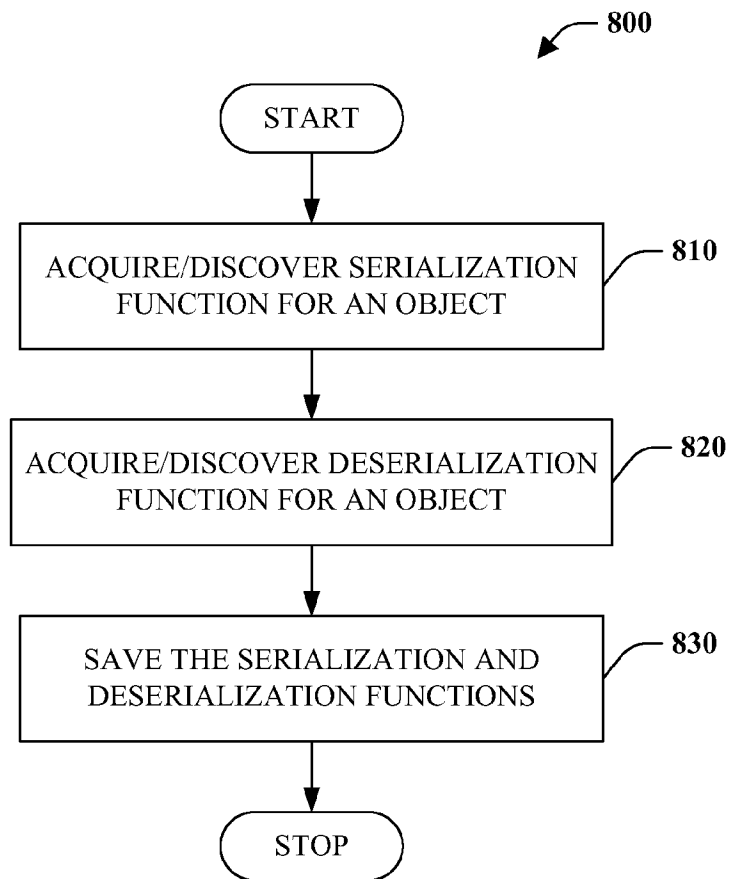 800
START
ACQUIRE/DISCOVER SERIALIZATION
FUNCTION FOR AN OBJECT
810
ACQUIRE/DISCOVER DESERIALIZATION
FUNCTION FOR AN OBJECT
820
SAVE THE SERIALIZATION AND
DESERIALIZATION FUNCTIONS
830
STOP